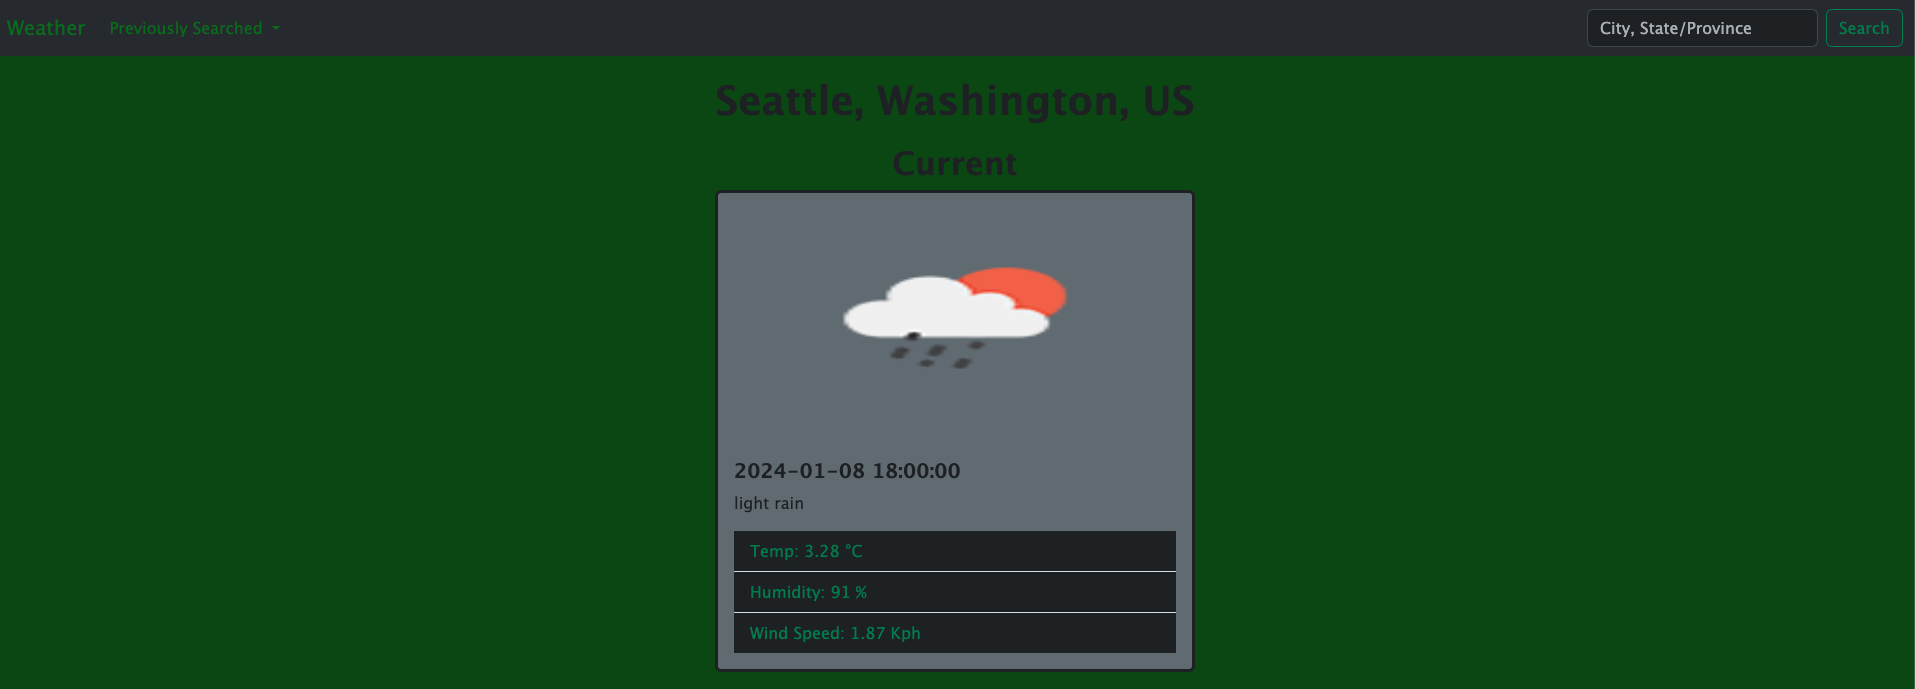 Weather Previously Searched City, State/Province Search
Seattle, Washington, US
Current
2024-01-08 18:00:00
light rain
Temp: 3.28 °C
Humidity: 91 %
Wind Speed: 1.87 Kph